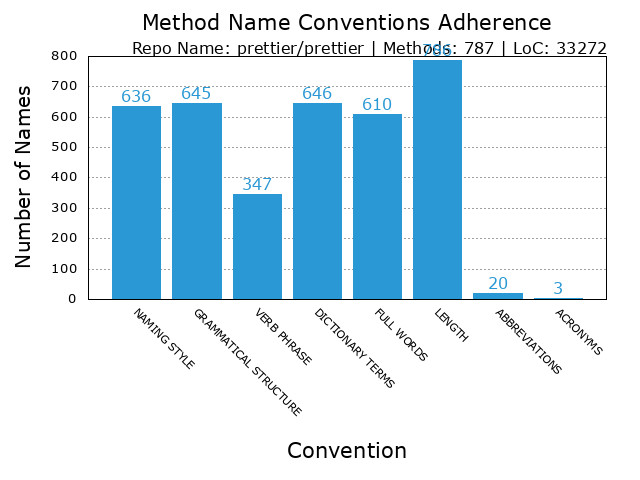 Method Name Conventions Adherence
Repo Name: prettier/prettier | Methods: 787 | LoC: 33272
Number of Names
800
700
600
500
400
300
200
100
0
636
645
347
646
610
786
20
3
NAMING STYLE
GRAMMATICAL STRUCTURE
VERB PHRASE
DICTIONARY TERMS
FULL WORDS
LENGTH
ABBREVIATIONS
ACRONYMS
Convention